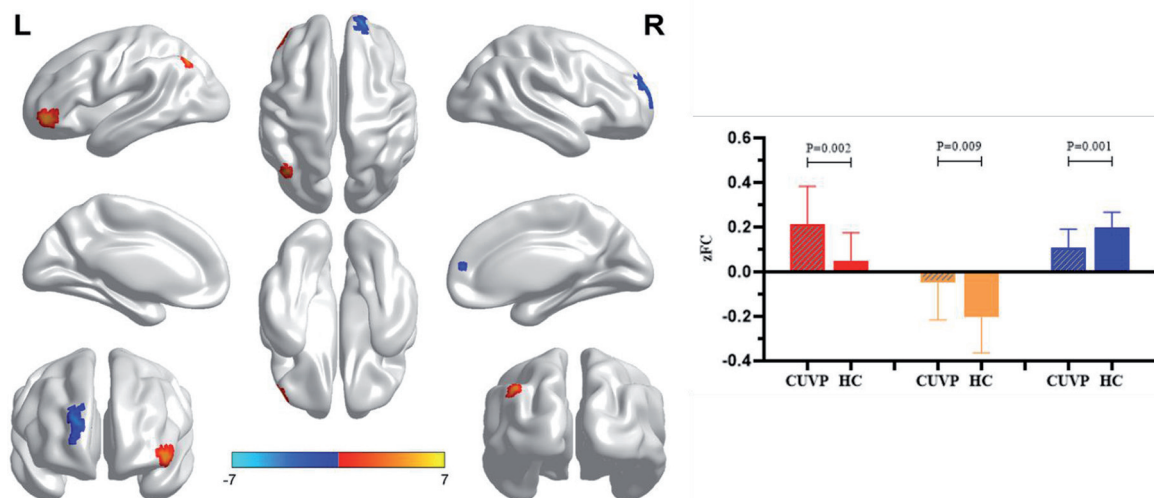 L
R
-7
7
0.6
0.4
0.2
0.0
-0.2
-0.4
zFC
P=0.002
P=0.009
P=0.001
CUVP HC
CUVP HC
CUVP HC